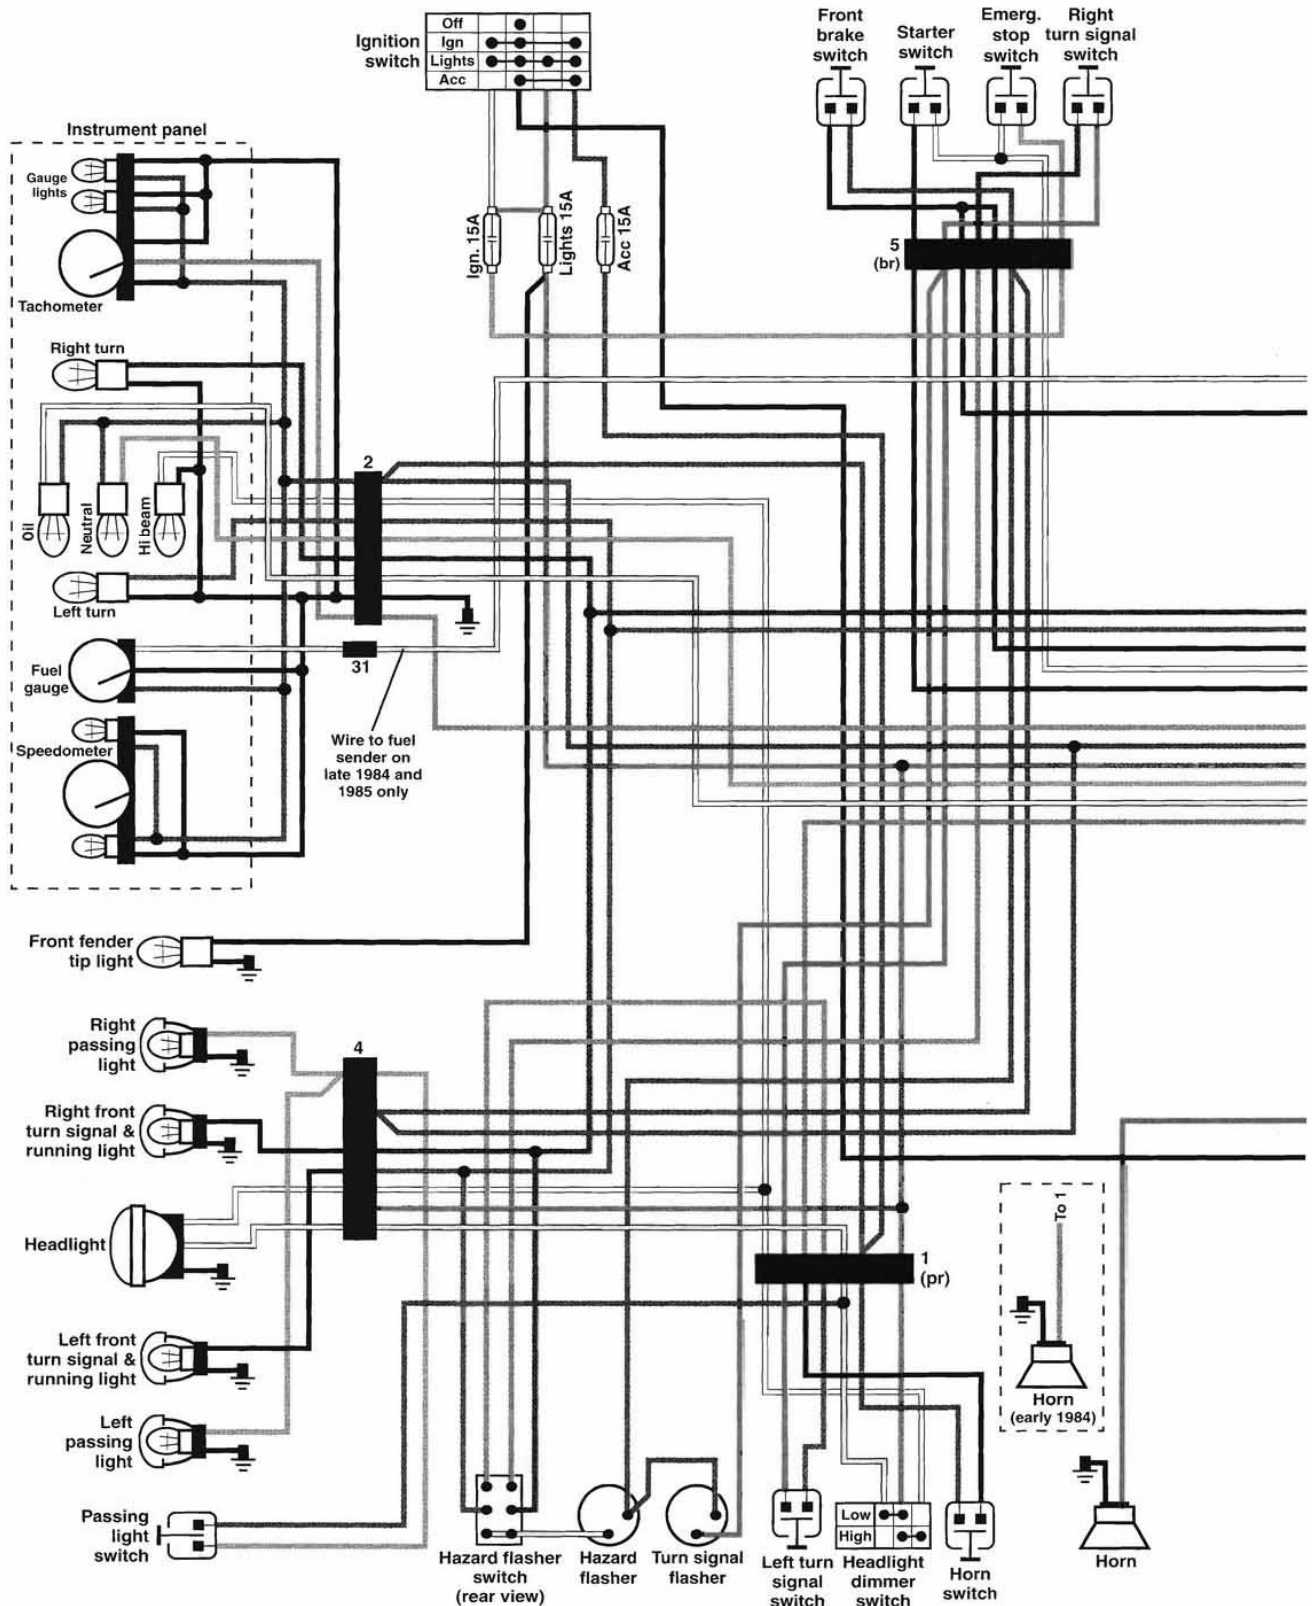 Off
Ignition
switch
Ign
Lights
Acc
Front
brake
switch
Starter
switch
Emerg.
stop
switch
Right
turn signal
switch
Instrument panel
Gauge
lights
Tachometer
Ign. 15A
Lights 15A
Acc 15A
5
(br)
Right turn
Oil
Neutral
Hi beam
2
Left turn
Fuel
gauge
31
Speedometer
Wire to fuel
sender on
late 1984 and
1985 only
Front fender
tip light
Right
passing
light
4
Right front
turn signal &
running light
Headlight
To 1
1
(pr)
Left front
turn signal &
running light
Horn
(early 1984)
Left
passing
light
Passing
light
switch
Hazard flasher
switch
(rear view)
Hazard
flasher
Turn signal
flasher
Left turn
signal
switch
Low
High
Headlight
dimmer
switch
Horn
switch
Horn